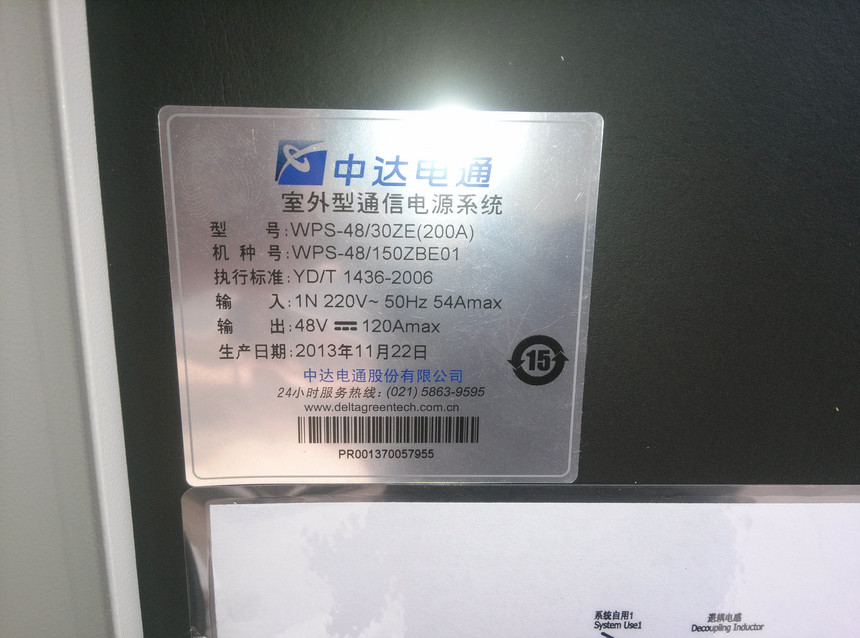 中达电通
室外型通信电源系统
型 号:WPS-48/30ZE(200A)
机 种 号:WPS-48/150ZBE01
执行标准:YD/T 1436-2006
输 入:1N 220V~ 50Hz 54Amax
输 出:48V ⎓ 120Amax
生产日期:2013年11月22日
15
中达电通股份有限公司
24小时服务热线: (021) 5863-9595
www.deltagreentech.com.cn
PR001370057955
系统自用1
System Use1
退耦电感
Decoupling Inductor